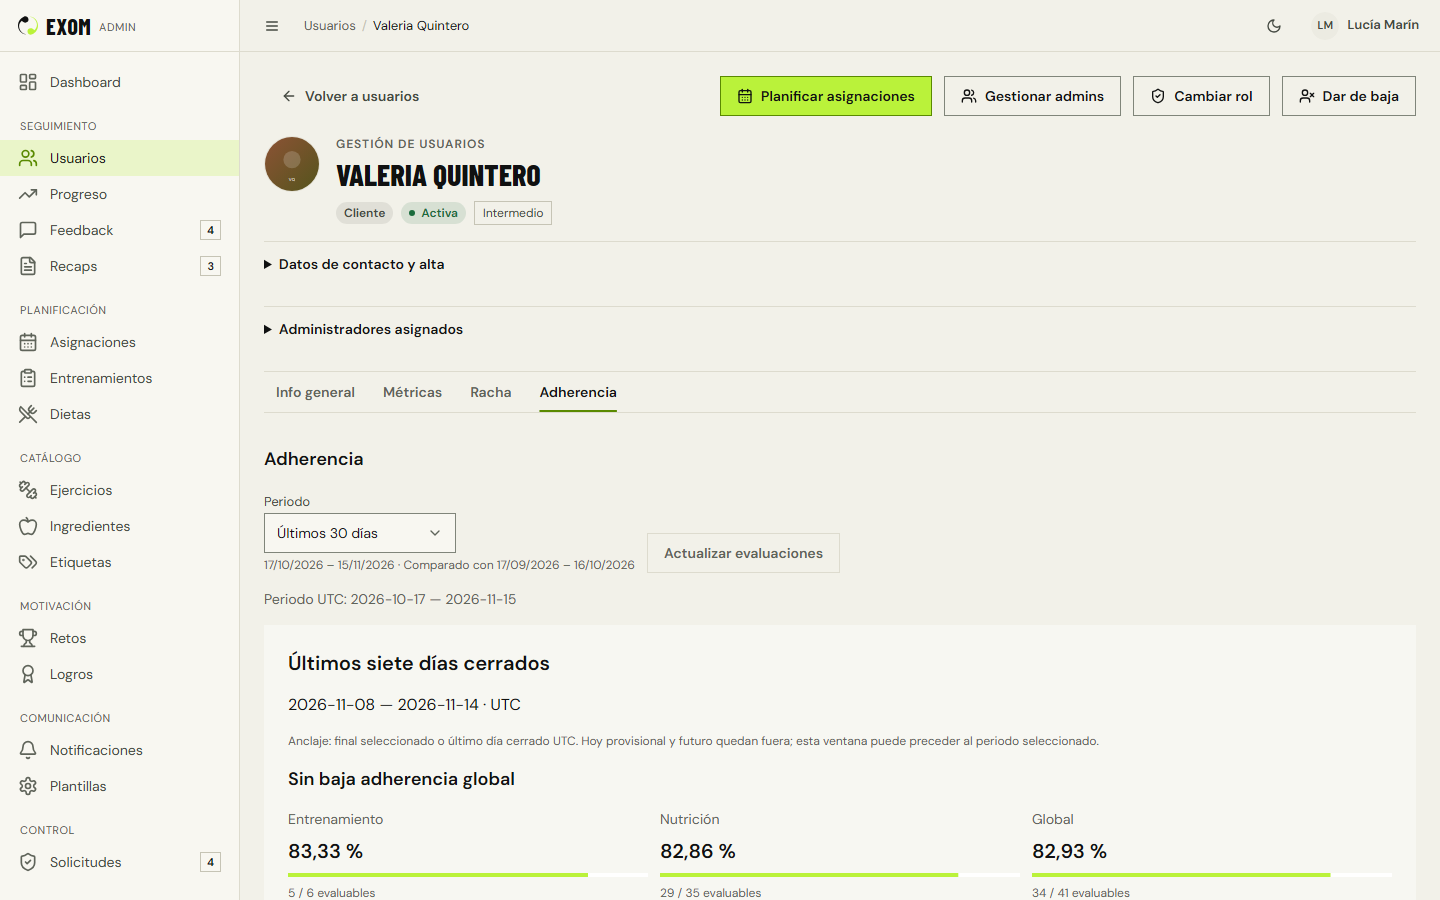 EXOM ADMIN
Usuarios / Valeria Quintero
LM Lucía Marín
Dashboard
SEGUIMIENTO
Usuarios
Progreso
Feedback 4
Recaps 3
PLANIFICACIÓN
Asignaciones
Entrenamientos
Dietas
CATÁLOGO
Ejercicios
Ingredientes
Etiquetas
MOTIVACIÓN
Retos
Logros
COMUNICACIÓN
Notificaciones
Plantillas
CONTROL
Solicitudes 4
Volver a usuarios
Planificar asignaciones
Gestionar admins
Cambiar rol
Dar de baja
GESTIÓN DE USUARIOS
VALERIA QUINTERO
Cliente Activa Intermedio
Datos de contacto y alta
Administradores asignados
Info general Métricas Racha Adherencia
Adherencia
Periodo
Últimos 30 días
17/10/2026 – 15/11/2026 · Comparado con 17/09/2026 – 16/10/2026
Actualizar evaluaciones
Periodo UTC: 2026-10-17 — 2026-11-15
Últimos siete días cerrados
2026-11-08 — 2026-11-14 · UTC
Anclaje: final seleccionado o último día cerrado UTC. Hoy provisional y futuro quedan fuera; esta ventana puede preceder al periodo seleccionado.
Sin baja adherencia global
Entrenamiento Nutrición Global
83,33 % 82,86 % 82,93 %
5 / 6 evaluables 29 / 35 evaluables 34 / 41 evaluables